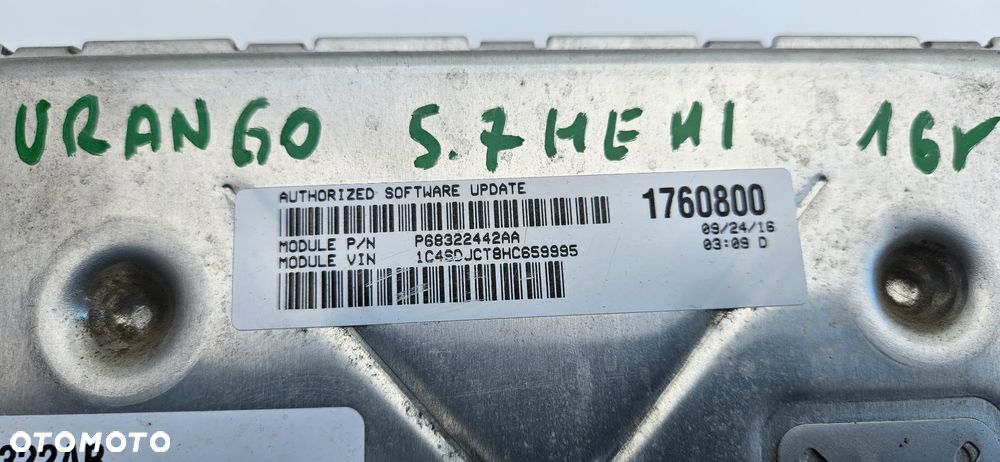 URANGO 5.7 HEMI 16r
AUTHORIZED SOFTWARE UPDATE
1760800
09/24/16
03:09 D
MODULE P/N P68322442AA
MODULE VIN 1C4SDJCT8HC659995
322AB
OTOMOTO